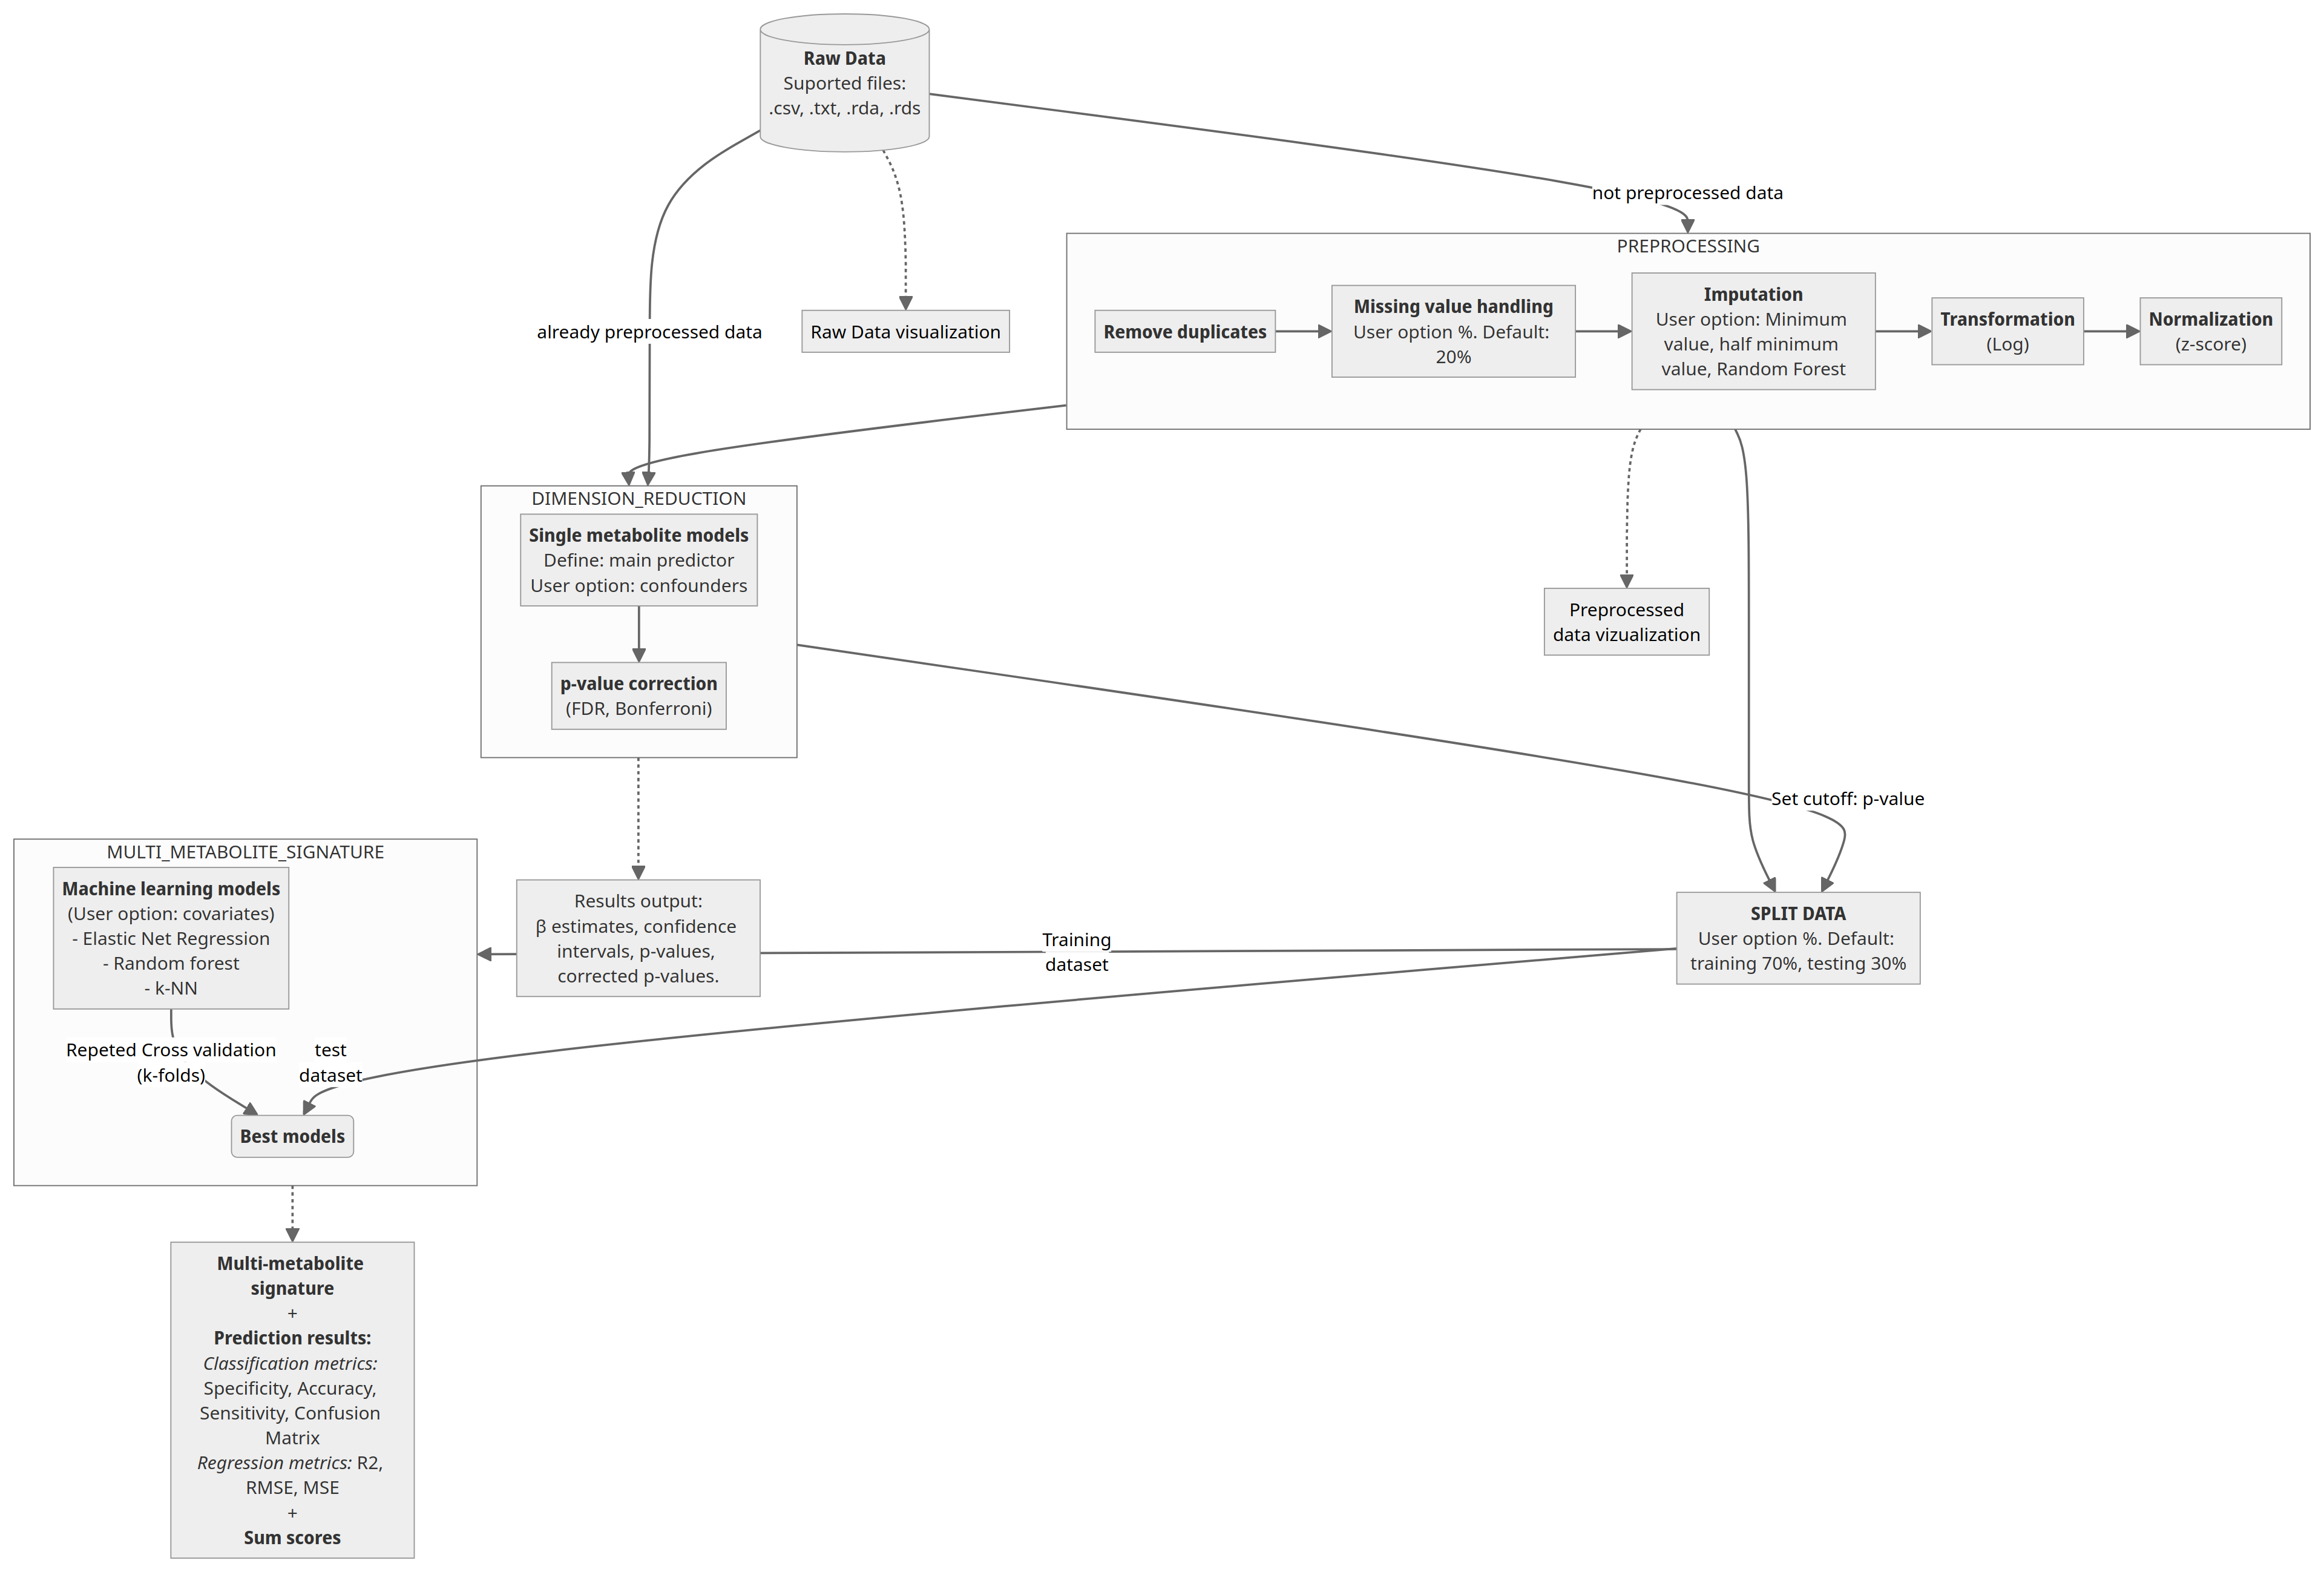 Raw Data
Suported files:
.csv, .txt, .rda, .rds
not preprocessed data
already preprocessed data
Raw Data visualization
PREPROCESSING
Remove duplicates
Missing value handling
User option %. Default:
20%
Imputation
User option: Minimum
value, half minimum
value, Random Forest
Transformation
(Log)
Normalization
(z-score)
DIMENSION_REDUCTION
Single metabolite models
Define: main predictor
User option: confounders
p-value correction
(FDR, Bonferroni)
Preprocessed
data vizualization
Set cutoff: p-value
MULTI_METABOLITE_SIGNATURE
Machine learning models
(User option: covariates)
- Elastic Net Regression
- Random forest
- k-NN
Repeted Cross validation
(k-folds)
test
dataset
Best models
Results output:
β estimates, confidence
intervals, p-values,
corrected p-values.
Training
dataset
SPLIT DATA
User option %. Default:
training 70%, testing 30%
Multi-metabolite
signature
+
Prediction results:
Classification metrics:
Specificity, Accuracy,
Sensitivity, Confusion
Matrix
Regression metrics: R2,
RMSE, MSE
+
Sum scores